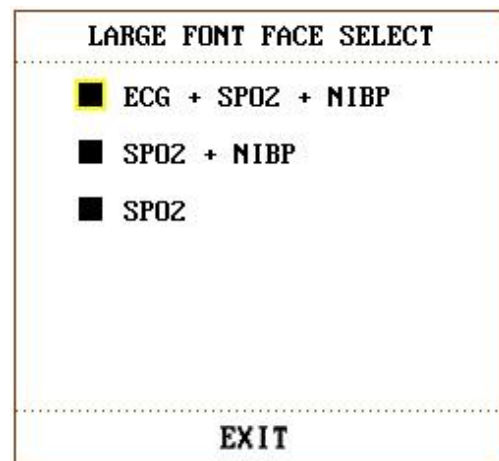 LARGE FONT FACE SELECT
ECG + SPO2 + NIBP
SPO2 + NIBP
SPO2
EXIT